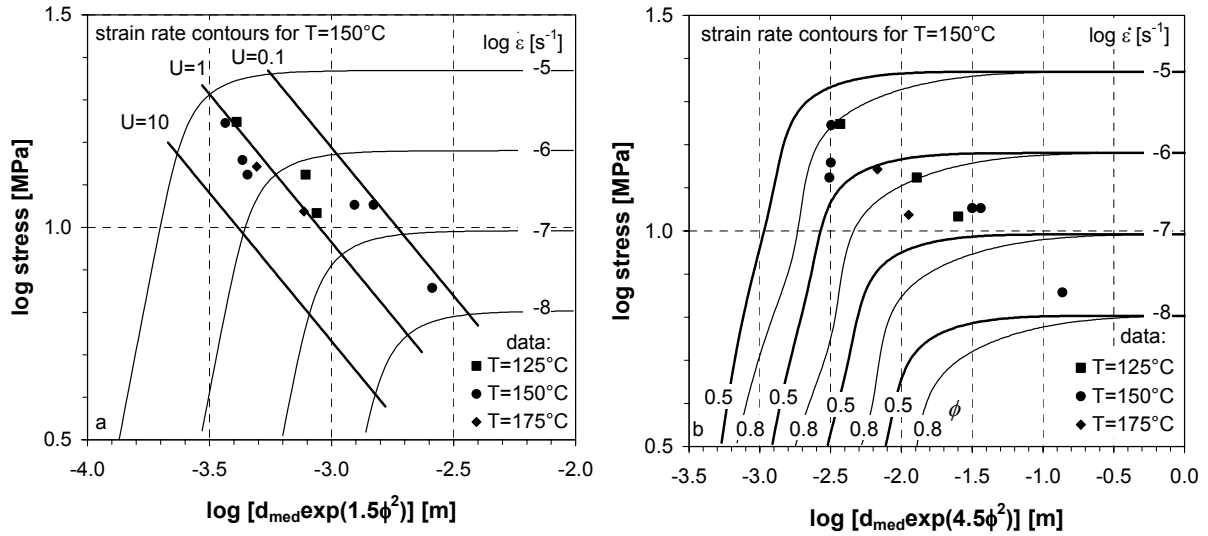 strain rate contours for T=150°C
log ε̇ [s⁻¹]
U=0.1
U=1
U=10
-5
-6
-7
-8
data:
T=125°C
T=150°C
T=175°C
a
1.5
1.0
0.5
log stress [MPa]
-4.0 -3.5 -3.0 -2.5 -2.0
log [d_med exp(1.5ϕ²)] [m]
strain rate contours for T=150°C
log ε̇ [s⁻¹]
-5
-6
-7
-8
data:
T=125°C
T=150°C
T=175°C
0.5 0.5 0.5 0.5 ϕ
b 0.8 0.8 0.8 0.8
1.5
1.0
0.5
log stress [MPa]
-3.5 -3.0 -2.5 -2.0 -1.5 -1.0 -0.5 0.0
log [d_med exp(4.5ϕ²)] [m]